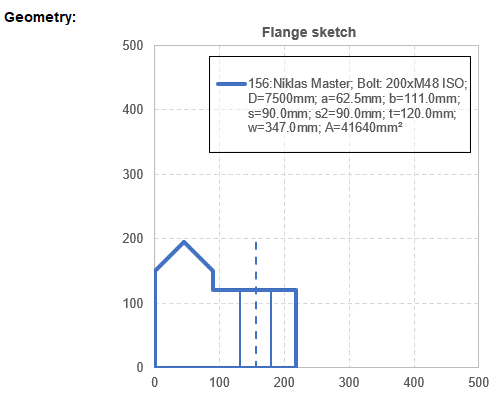 Geometry:
Flange sketch
156:Niklas Master; Bolt: 200xM48 ISO;
D=7500mm; a=62.5mm; b=111.0mm;
s=90.0mm; s2=90.0mm; t=120.0mm;
w=347.0mm; A=41640mm²
500
400
300
200
100
0
0 100 200 300 400 500